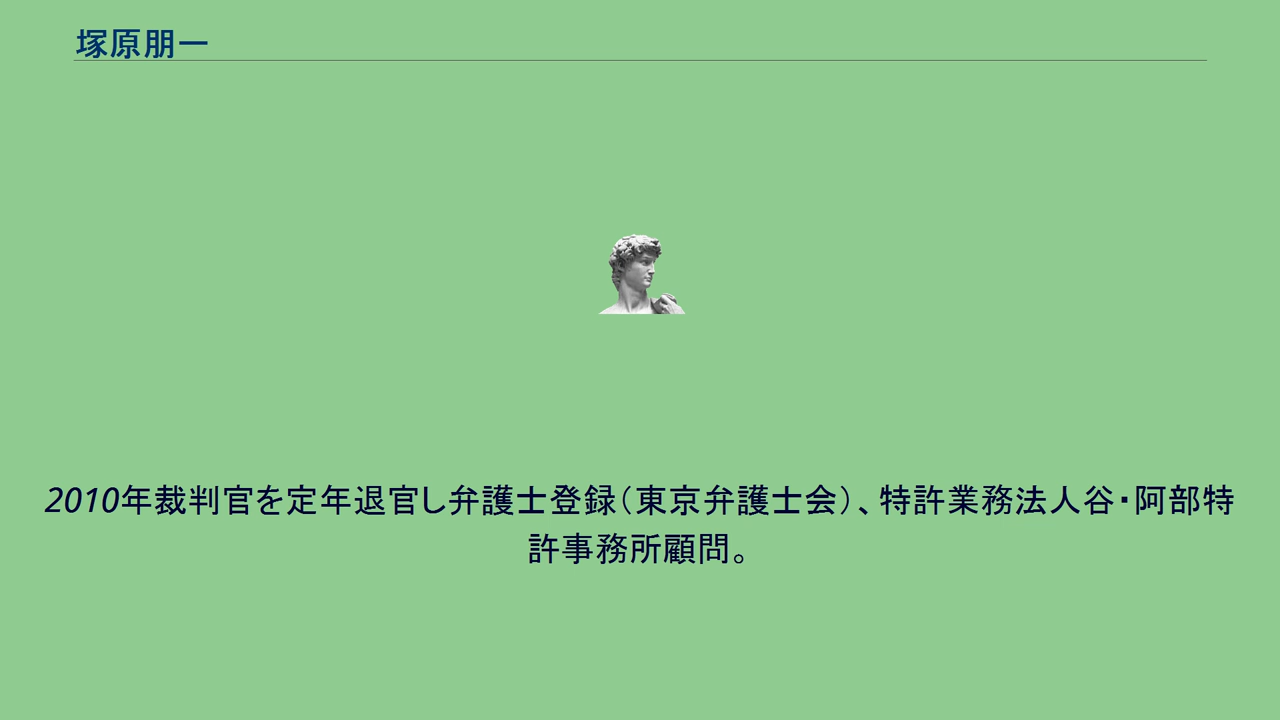 塚原朋一
2010年裁判官を定年退官し弁護士登録（東京弁護士会）、特許業務法人谷・阿部特
許事務所顧問。